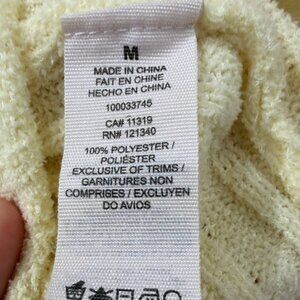 M
MADE IN CHINA
FAIT EN CHINE
HECHO EN CHINA
100033745
CA# 11319
RN# 121340
100% POLYESTER /
POLIÉSTER
EXCLUSIVE OF TRIMS /
GARNITURES NON
COMPRISES / EXCLUYEN
DO AVIOS